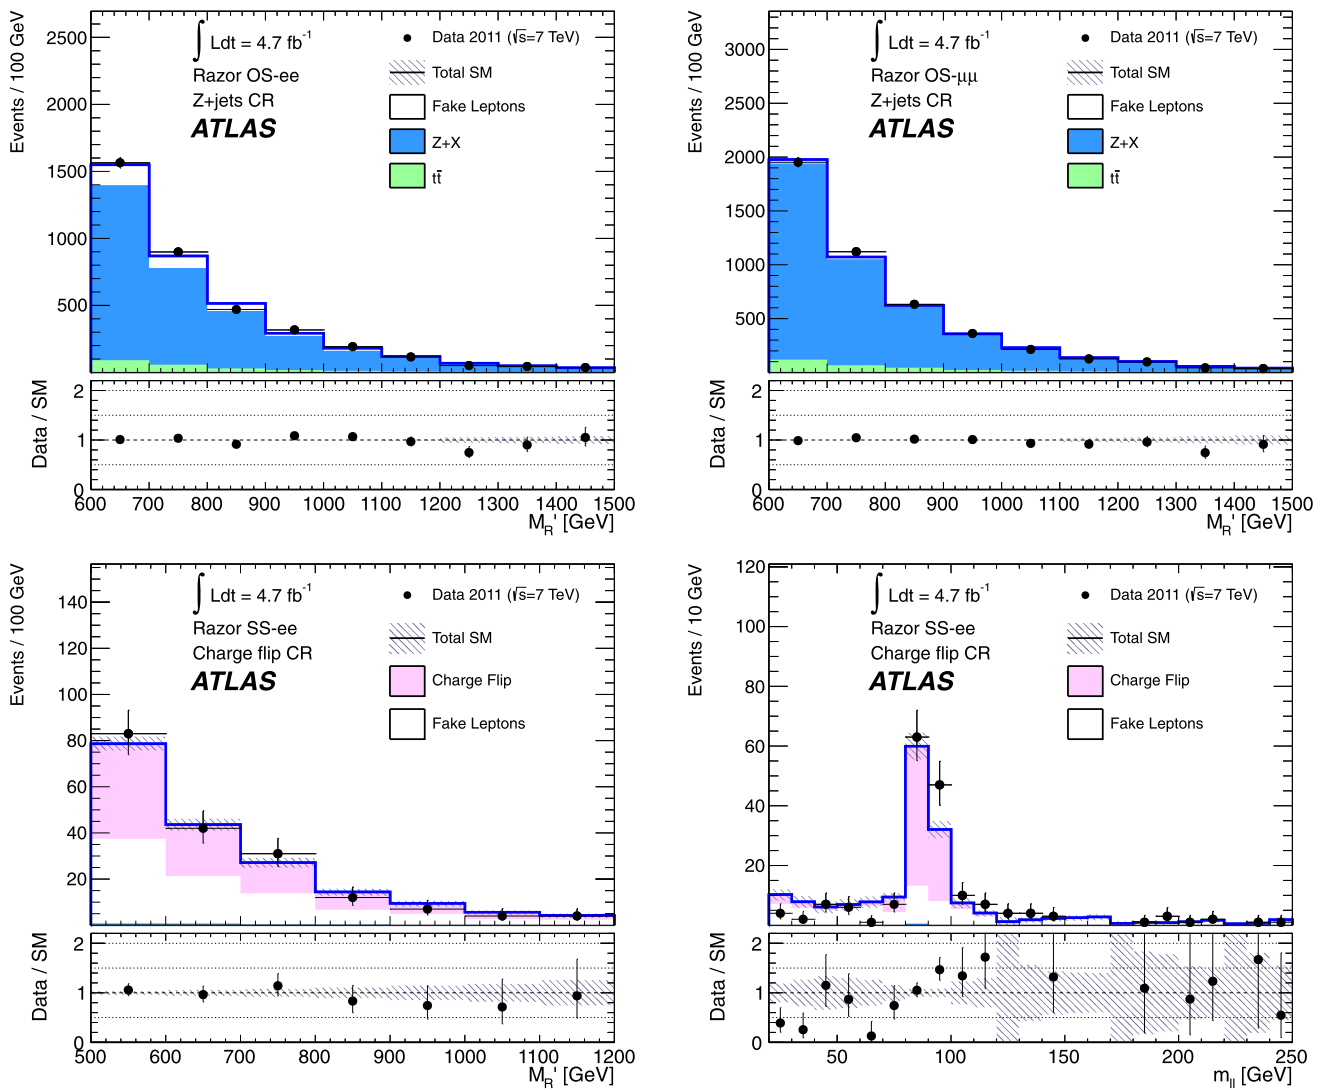 Events / 100 GeV
2500
2000
1500
1000
500
∫ Ldt = 4.7 fb⁻¹
Razor OS-ee
Z+jets CR
ATLAS
Data 2011 (√s=7 TeV)
Total SM
Fake Leptons
Z+X
tt̄
Data / SM
2
1
0
600 700 800 900 1000 1100 1200 1300 1400 1500
M_R' [GeV]
Events / 100 GeV
3000
2500
2000
1500
1000
500
∫ Ldt = 4.7 fb⁻¹
Razor OS-μμ
Z+jets CR
ATLAS
Data 2011 (√s=7 TeV)
Total SM
Fake Leptons
Z+X
tt̄
Data / SM
2
1
0
600 700 800 900 1000 1100 1200 1300 1400 1500
M_R' [GeV]
Events / 100 GeV
140
120
100
80
60
40
20
∫ Ldt = 4.7 fb⁻¹
Razor SS-ee
Charge flip CR
ATLAS
Data 2011 (√s=7 TeV)
Total SM
Charge Flip
Fake Leptons
Data / SM
2
1
0
500 600 700 800 900 1000 1100 1200
M_R' [GeV]
Events / 10 GeV
120
100
80
60
40
20
∫ Ldt = 4.7 fb⁻¹
Razor SS-ee
Charge flip CR
ATLAS
Data 2011 (√s=7 TeV)
Total SM
Charge Flip
Fake Leptons
Data / SM
2
1
0
50 100 150 200 250
m_ll [GeV]